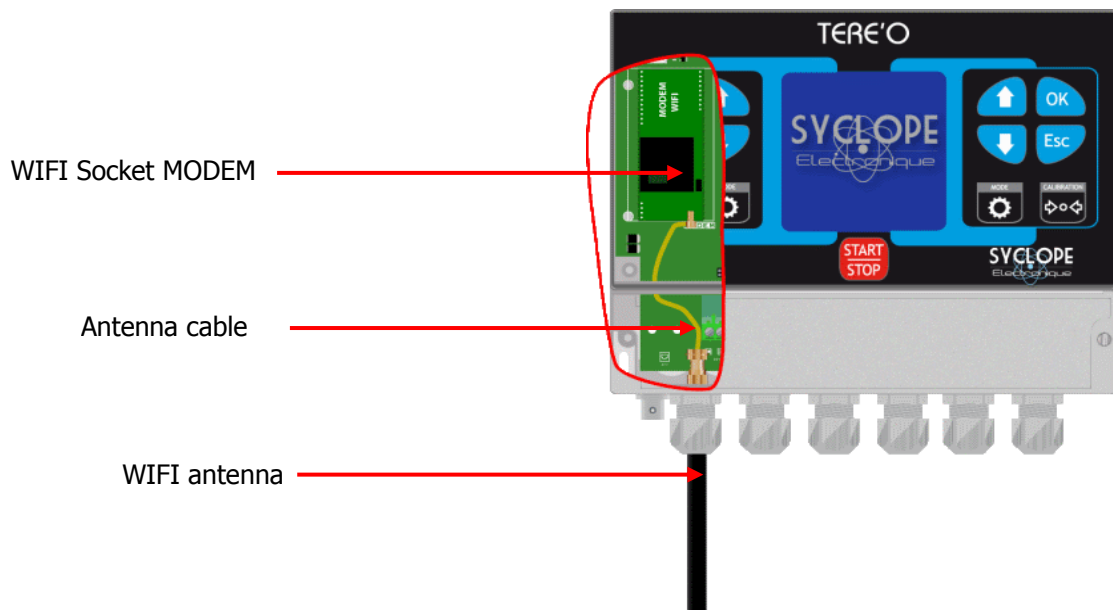 TERE'O
MODEM
WIFI
OK
SYCLOPE
Electronique
Esc
WIFI Socket MODEM
MODE
CALIBRATION
START
STOP
SYCLOPE
Electronique
Antenna cable
WIFI antenna